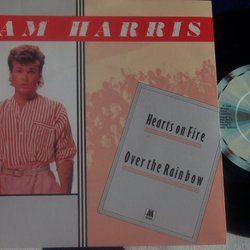 AM HARRIS
Hearts on Fire
Over the Rainbow
M